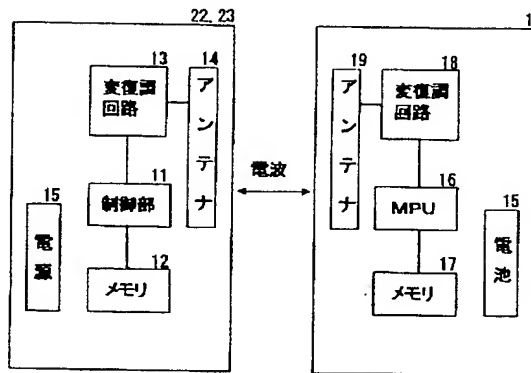 22, 23
13
変復調
回路
14
アンテナ
11
制御部
15
電源
12
メモリ
電波
1
19
アンテナ
18
変復調
回路
16
MPU
15
電池
17
メモリ